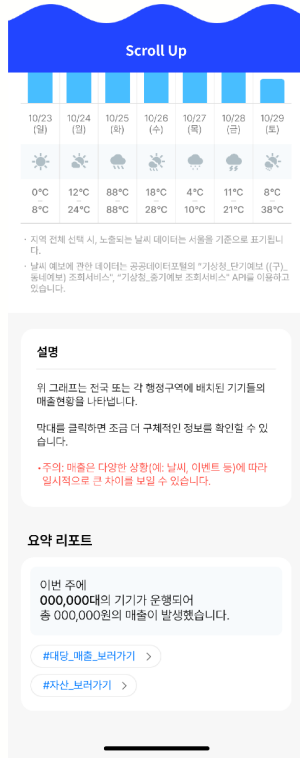 Scroll Up
10/23 10/24 10/25 10/26 10/27 10/28 10/29
(일) (월) (화) (수) (목) (금) (토)
0°C 12°C 88°C 18°C 4°C 11°C 8°C
8°C 24°C 88°C 28°C 10°C 21°C 38°C
· 지역 전체 선택 시, 노출되는 날씨 데이터는 서울을 기준으로 표기됩니
다.
· 날씨 예보에 관한 데이터는 공공데이터포털의 "기상청_단기예보 ((구)_
동네예보) 조회서비스", "기상청_중기예보 조회서비스" API를 이용하고
있습니다.
설명
위 그래프는 전국 또는 각 행정구역에 배치된 기기들의
매출현황을 나타냅니다.
막대를 클릭하면 조금 더 구체적인 정보를 확인할 수 있
습니다.
•주의: 매출은 다양한 상황(예: 날씨, 이벤트 등)에 따라
일시적으로 큰 차이를 보일 수 있습니다.
요약 리포트
이번 주에
000,000대의 기기가 운행되어
총 000,000원의 매출이 발생했습니다.
#대당_매출_보러가기 >
#자산_보러가기 >